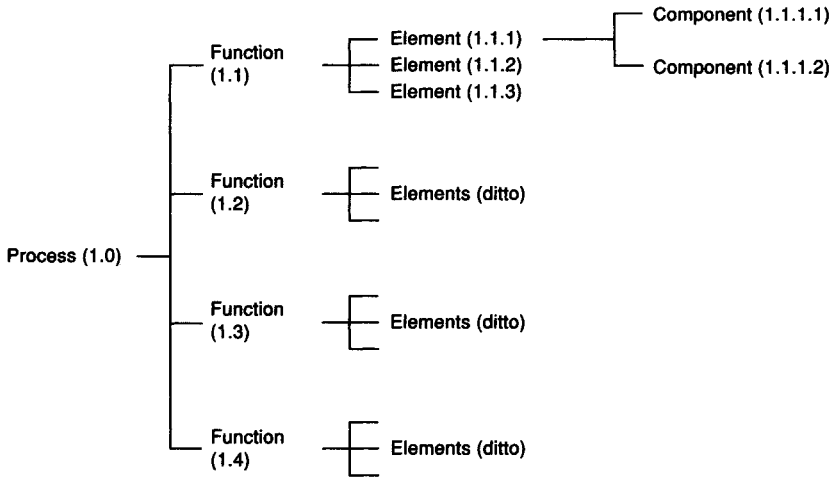 Process (1.0)
Function
(1.1)
Element (1.1.1)
Element (1.1.2)
Element (1.1.3)
Component (1.1.1.1)
Component (1.1.1.2)
Function
(1.2)
Elements (ditto)
Function
(1.3)
Elements (ditto)
Function
(1.4)
Elements (ditto)